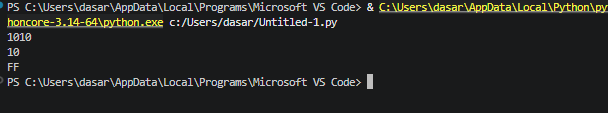 PS C:\Users\dasar\AppData\Local\Programs\Microsoft VS Code> & C:\Users\dasar\AppData\Local\Python\py
honcore-3.14-64\python.exe c:/Users/dasar/Untitled-1.py
1010
10
FF
PS C:\Users\dasar\AppData\Local\Programs\Microsoft VS Code>